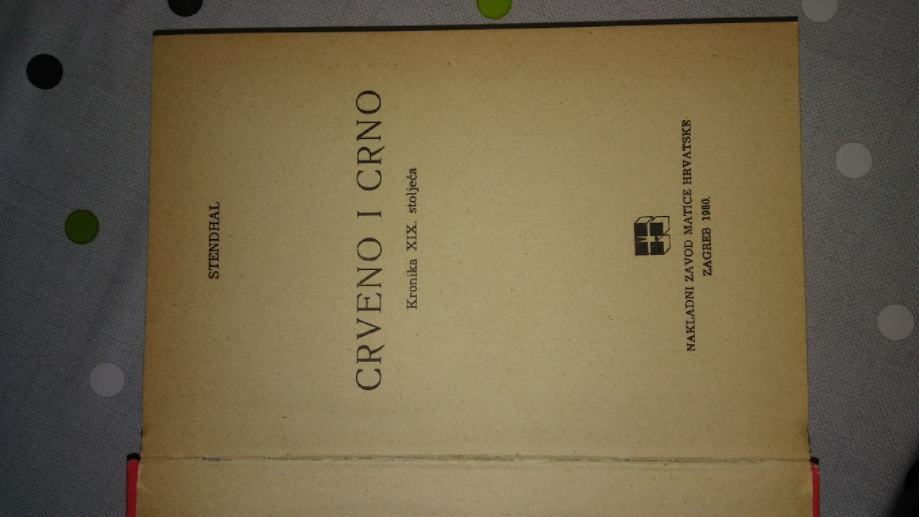 STENDHAL
CRVENO I CRNO
Kronika XIX. stoljeća
NAKLADNI ZAVOD MATICE HRVATSKE
ZAGREB 1980.